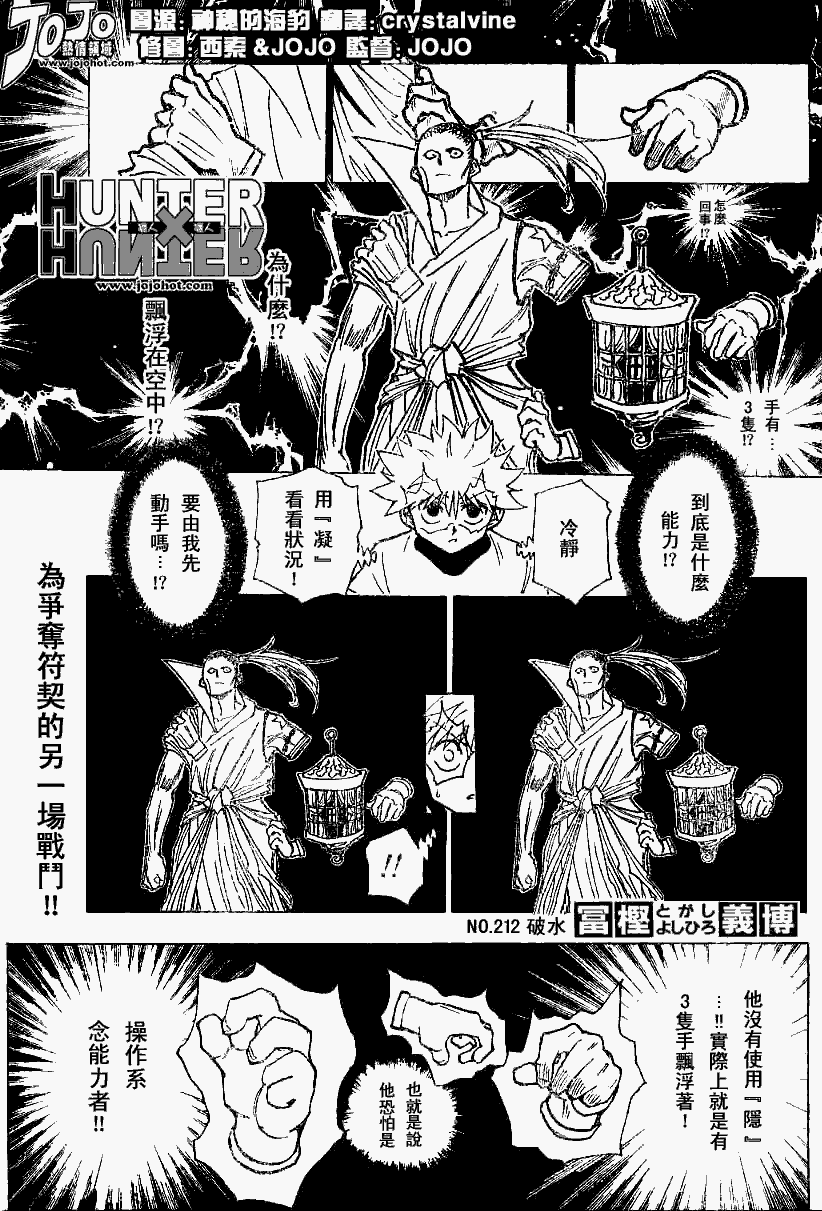 JOJO
熱情領域
www.jojohot.com
圖源: 神秘的海豹 翻譯: crystalvine
修圖: 西索&JOJO 監督: JOJO
HUNTER
×
HUNTER
獵人 獵人
www.jojohot.com
怎麼
回事!?
為什麼!?
飄浮在空中!?
手有…
3隻!?
到底是什麼
能力!?
冷靜
用『凝』
看看狀況!
要由我先
動手嗎…!?
為爭奪符契的另一場戰鬥!!
!!
NO.212 破水
冨樫義博
とがし
よしひろ
他沒有使用『隱』
…!!實際上就是有
3隻手飄浮著!
也就是說
他恐怕是
操作系
念能力者!!